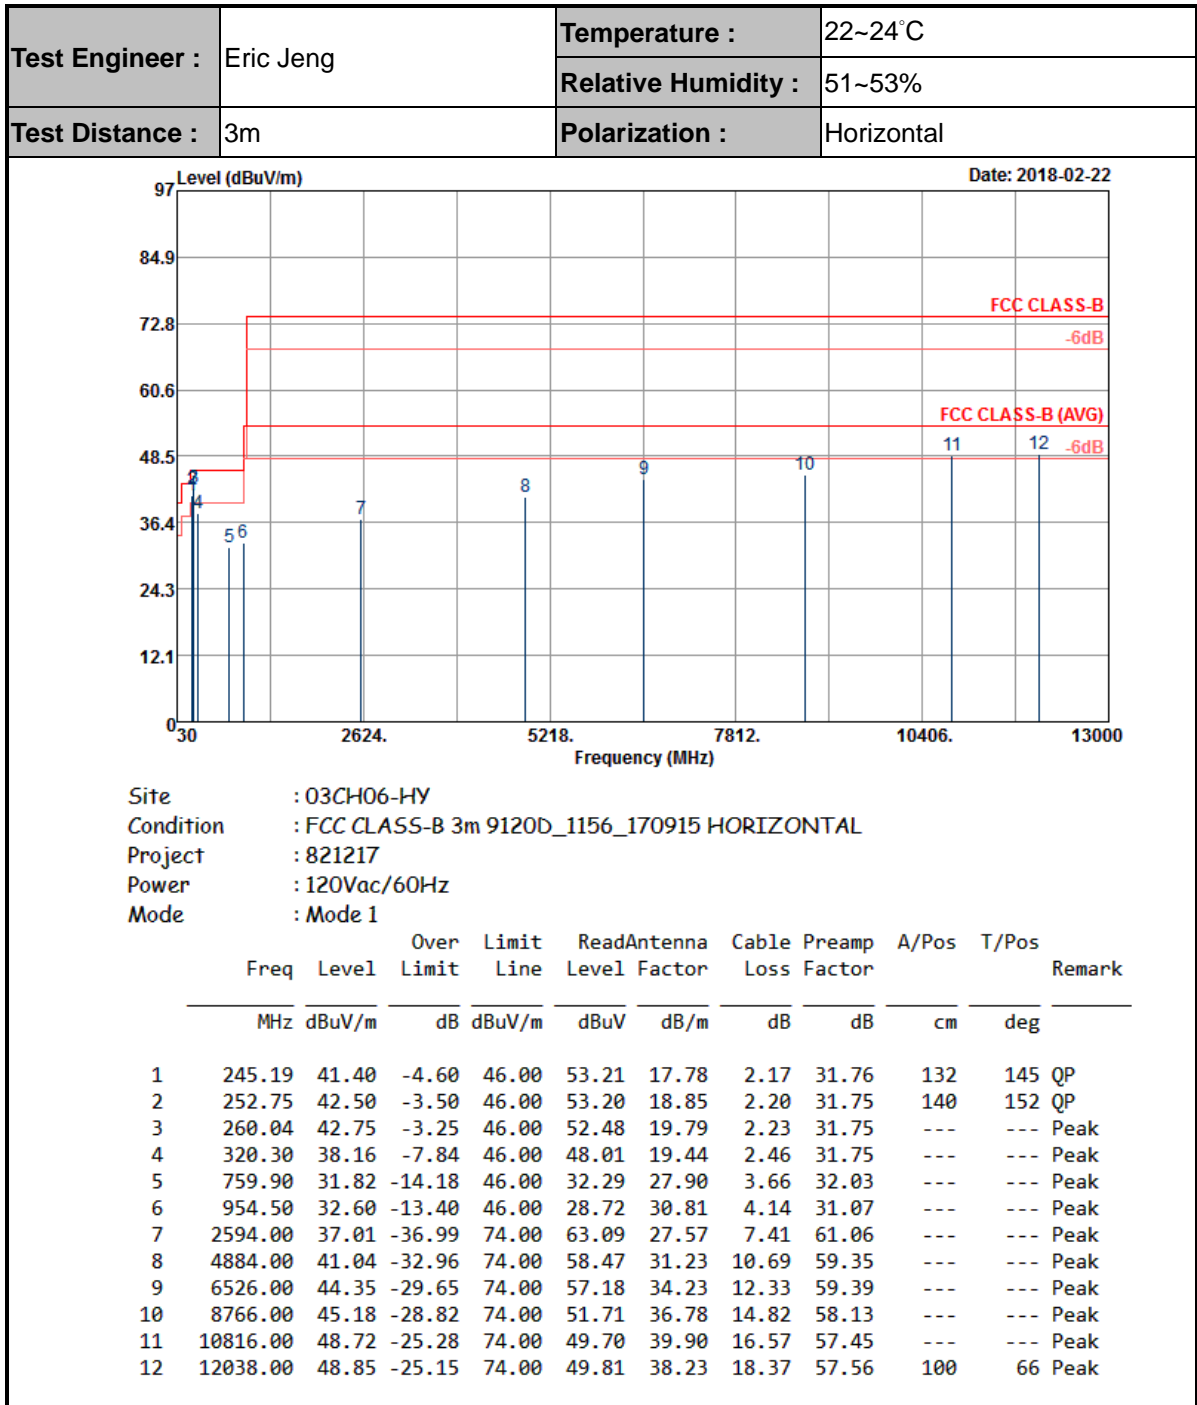 Test Engineer : Eric Jeng Temperature : 22~24°C
Relative Humidity : 51~53%
Test Distance : 3m Polarization : Horizontal
Level (dBuV/m) Date: 2018-02-22
97
84.9
FCC CLASS-B
72.8
-6dB
60.6
FCC CLASS-B (AVG)
11 12 -6dB
48.5
9 10
2 3
8
4 7
36.4
5 6
24.3
12.1
0
30 2624. 5218. 7812. 10406. 13000
Frequency (MHz)
Site : 03CH06-HY
Condition : FCC CLASS-B 3m 9120D_1156_170915 HORIZONTAL
Project : 821217
Power : 120Vac/60Hz
Mode : Mode 1
Over Limit ReadAntenna Cable Preamp A/Pos T/Pos
Freq Level Limit Line Level Factor Loss Factor Remark
MHz dBuV/m dB dBuV/m dBuV dB/m dB dB cm deg
1 245.19 41.40 -4.60 46.00 53.21 17.78 2.17 31.76 132 145 QP
2 252.75 42.50 -3.50 46.00 53.20 18.85 2.20 31.75 140 152 QP
3 260.04 42.75 -3.25 46.00 52.48 19.79 2.23 31.75 --- --- Peak
4 320.30 38.16 -7.84 46.00 48.01 19.44 2.46 31.75 --- --- Peak
5 759.90 31.82 -14.18 46.00 32.29 27.90 3.66 32.03 --- --- Peak
6 954.50 32.60 -13.40 46.00 28.72 30.81 4.14 31.07 --- --- Peak
7 2594.00 37.01 -36.99 74.00 63.09 27.57 7.41 61.06 --- --- Peak
8 4884.00 41.04 -32.96 74.00 58.47 31.23 10.69 59.35 --- --- Peak
9 6526.00 44.35 -29.65 74.00 57.18 34.23 12.33 59.39 --- --- Peak
10 8766.00 45.18 -28.82 74.00 51.71 36.78 14.82 58.13 --- --- Peak
11 10816.00 48.72 -25.28 74.00 49.70 39.90 16.57 57.45 --- --- Peak
12 12038.00 48.85 -25.15 74.00 49.81 38.23 18.37 57.56 100 66 Peak